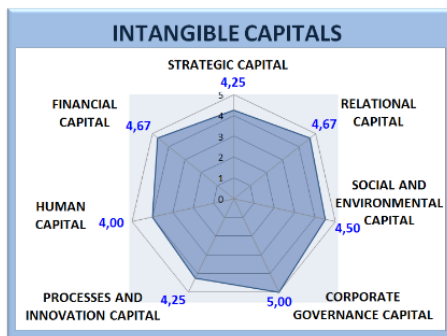 INTANGIBLE CAPITALS
STRATEGIC CAPITAL
4,25
FINANCIAL
CAPITAL
4,67
RELATIONAL
CAPITAL
4,67
5
4
3
2
1
0
HUMAN
CAPITAL
4,00
SOCIAL AND
ENVIRONMENTAL
CAPITAL
4,50
PROCESSES AND
INNOVATION CAPITAL
4,25
5,00
CORPORATE
GOVERNANCE CAPITAL